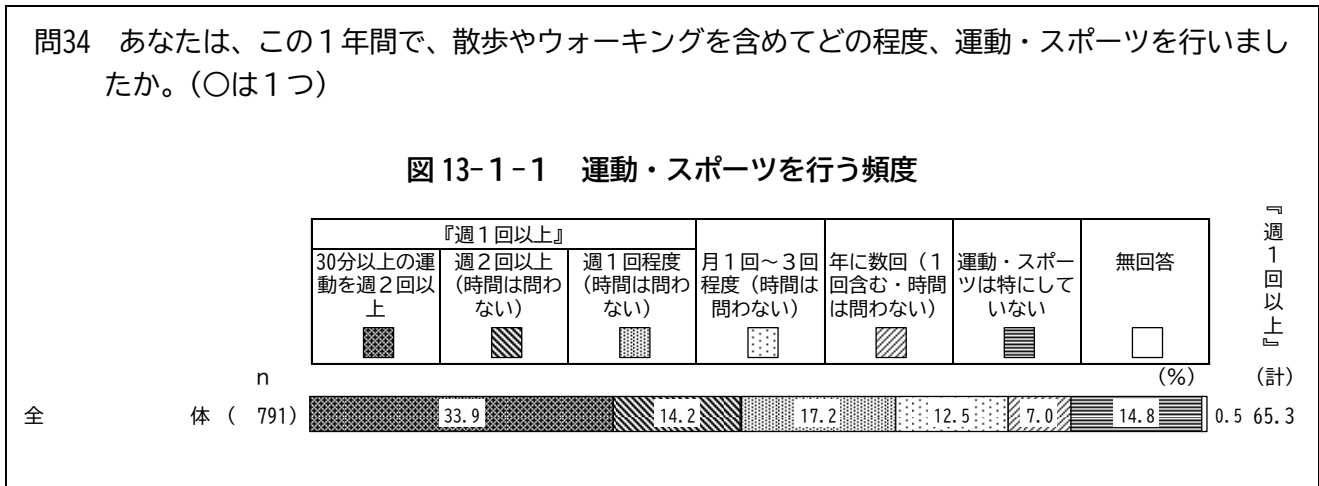 問34　あなたは、この１年間で、散歩やウォーキングを含めてどの程度、運動・スポーツを行いまし
たか。（○は１つ）
図 13-１-１　運動・スポーツを行う頻度
『週１回以上』
30分以上の運
動を週２回以
上
週２回以上
（時間は問わ
ない）
週１回程度
（時間は問わ
ない）
月１回～３回
程度（時間は
問わない）
年に数回（１
回含む・時間
は問わない）
運動・スポー
ツは特にして
いない
無回答
『週１回以上』
n
（％）
（計）
全　体（ 791）
33.9
14.2
17.2
12.5
7.0
14.8
0.5
65.3